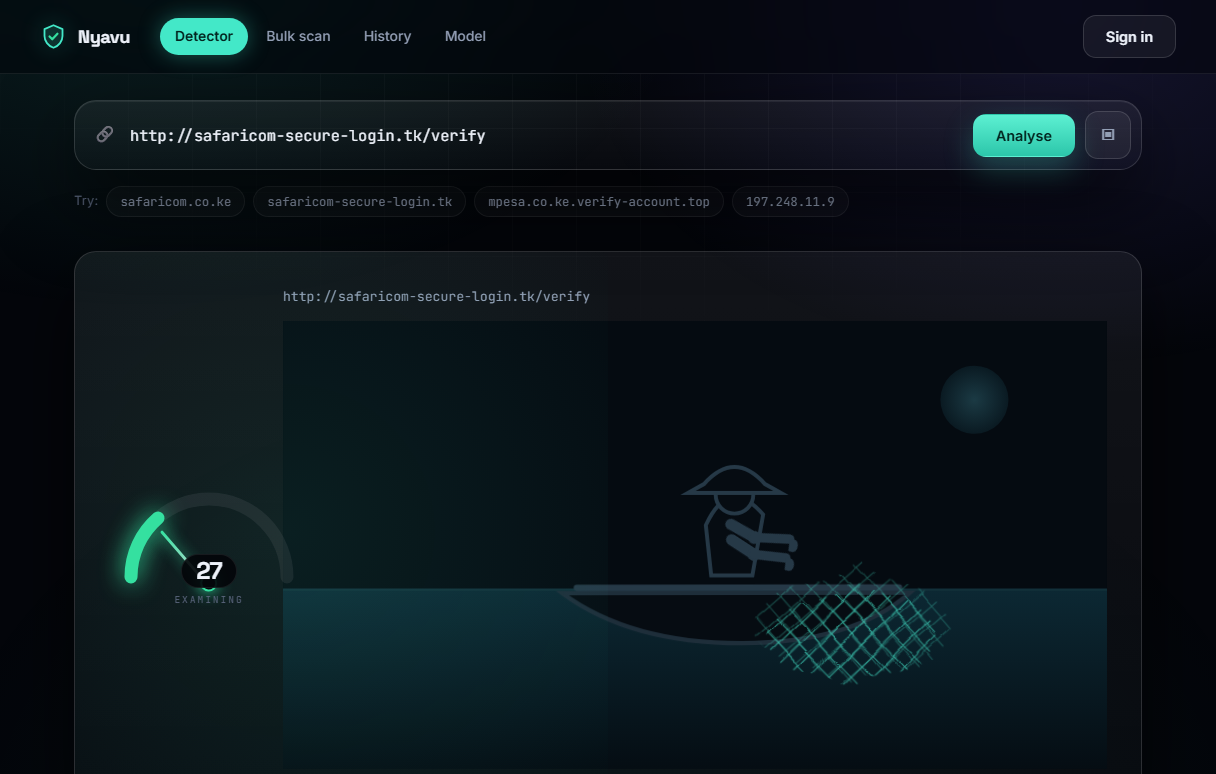 Nyavu
Detector
Bulk scan
History
Model
Sign in
http://safaricom-secure-login.tk/verify
Analyse
Try:
safaricom.co.ke
safaricom-secure-login.tk
mpesa.co.ke.verify-account.top
197.248.11.9
http://safaricom-secure-login.tk/verify
27
EXAMINING